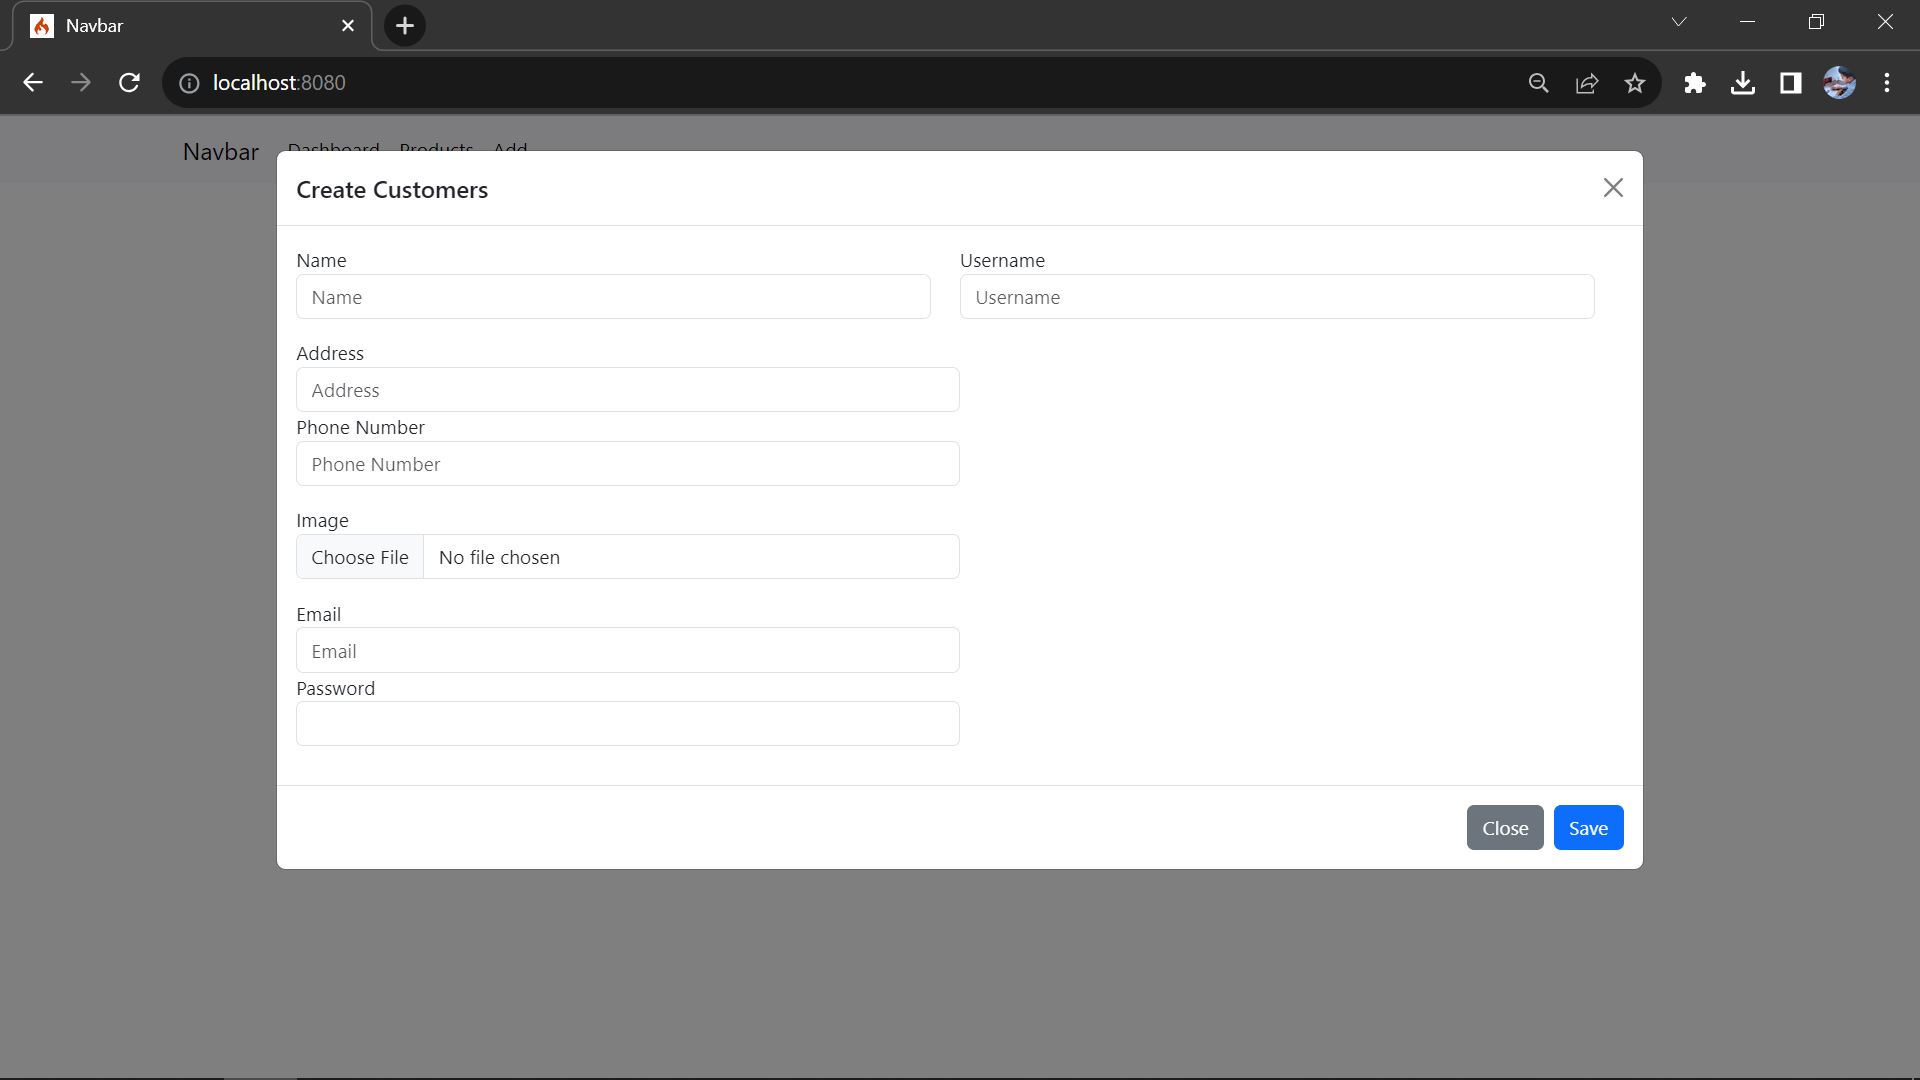 Navbar
localhost:8080
Navbar Dashboard Products Add
Create Customers
Name Username
Name Username
Address
Address
Phone Number
Phone Number
Image
Choose File No file chosen
Email
Email
Password
Close Save